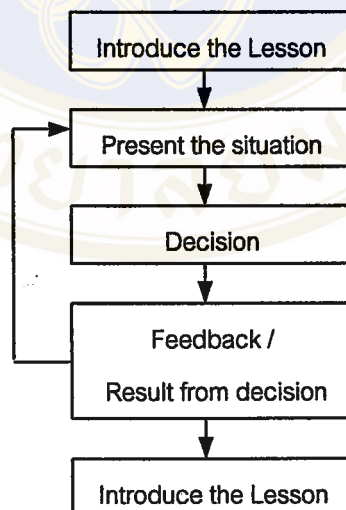 Introduce the Lesson
Present the situation
Decision
Feedback /
Result from decision
Introduce the Lesson